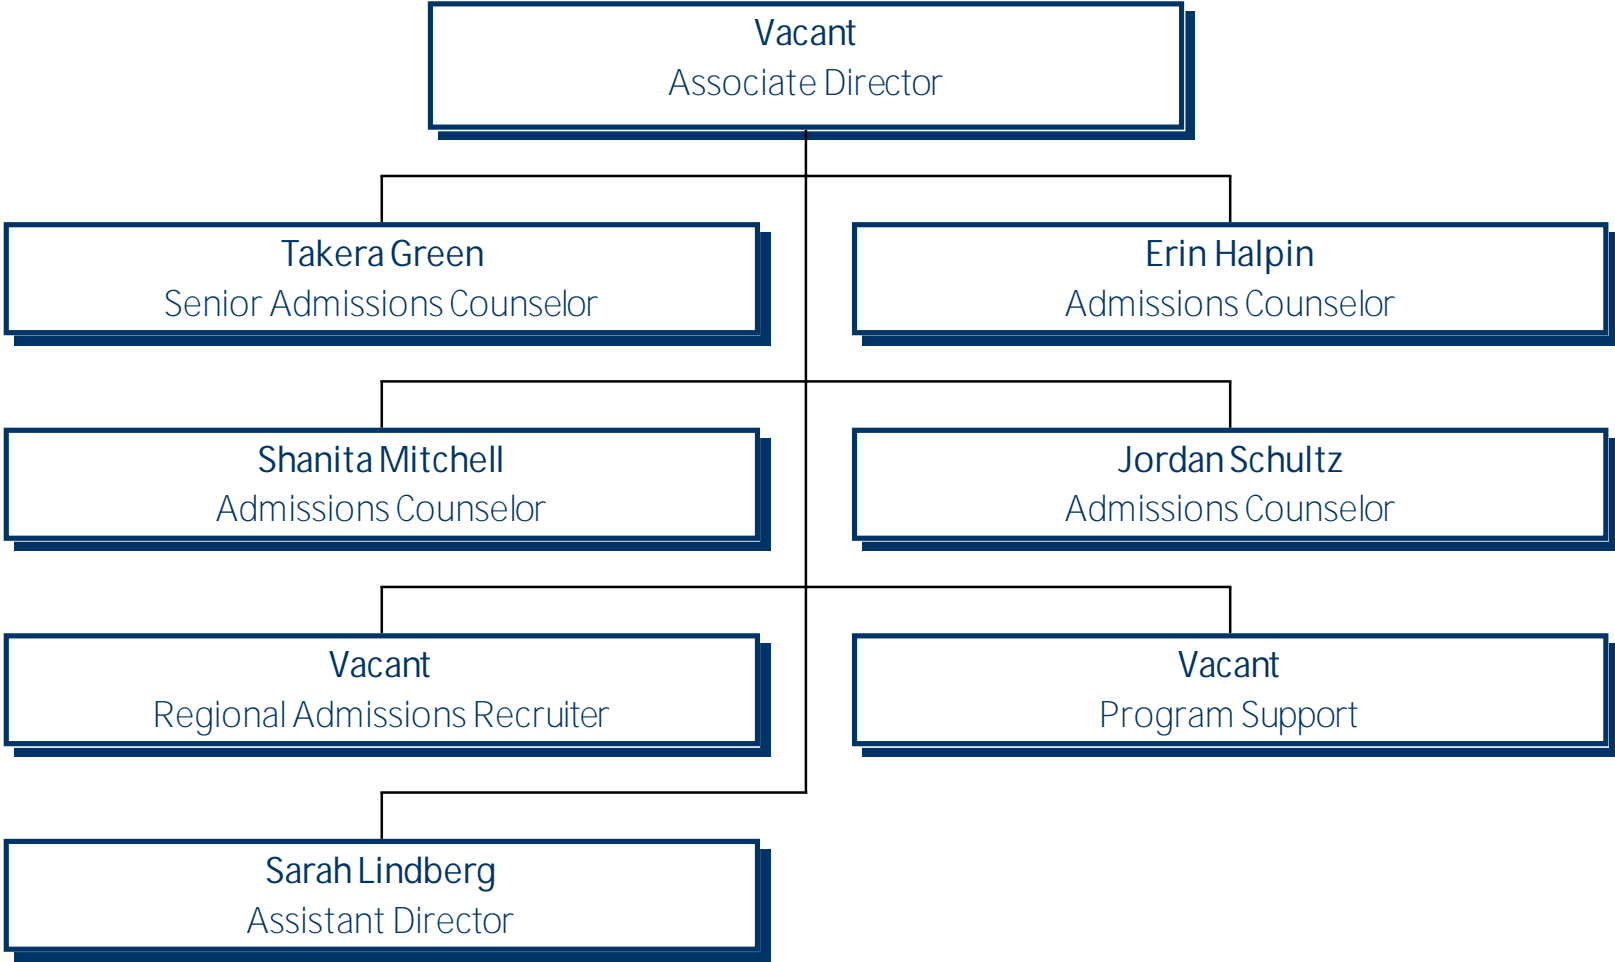 Vacant
Associate Director
Takera Green
Senior Admissions Counselor
Erin Halpin
Admissions Counselor
Shanita Mitchell
Admissions Counselor
Jordan Schultz
Admissions Counselor
Vacant
Regional Admissions Recruiter
Vacant
Program Support
Sarah Lindberg
Assistant Director